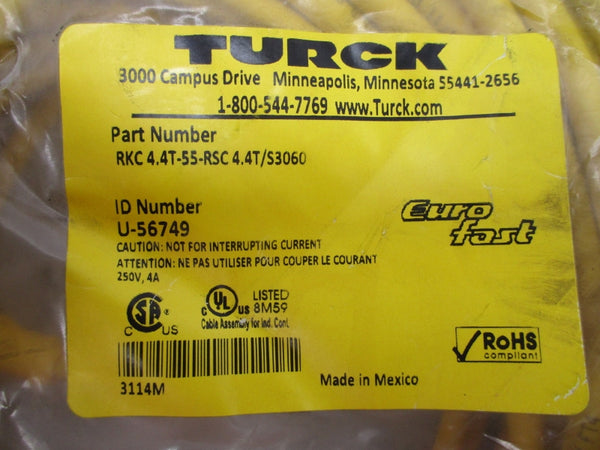 TURCK
3000 Campus Drive Minneapolis, Minnesota 55441-2656
1-800-544-7769 www.Turck.com
Part Number
RKC 4.4T-55-RSC 4.4T/S3060
ID Number
U-56749
Euro
fast
CAUTION: NOT FOR INTERRUPTING CURRENT
ATTENTION: NE PAS UTILISER POUR COUPER LE COURANT
250V, 4A
C US
C UL US LISTED
8M59
Cable Assembly for Ind. Cont.
RoHS
compliant
3114M
Made in Mexico